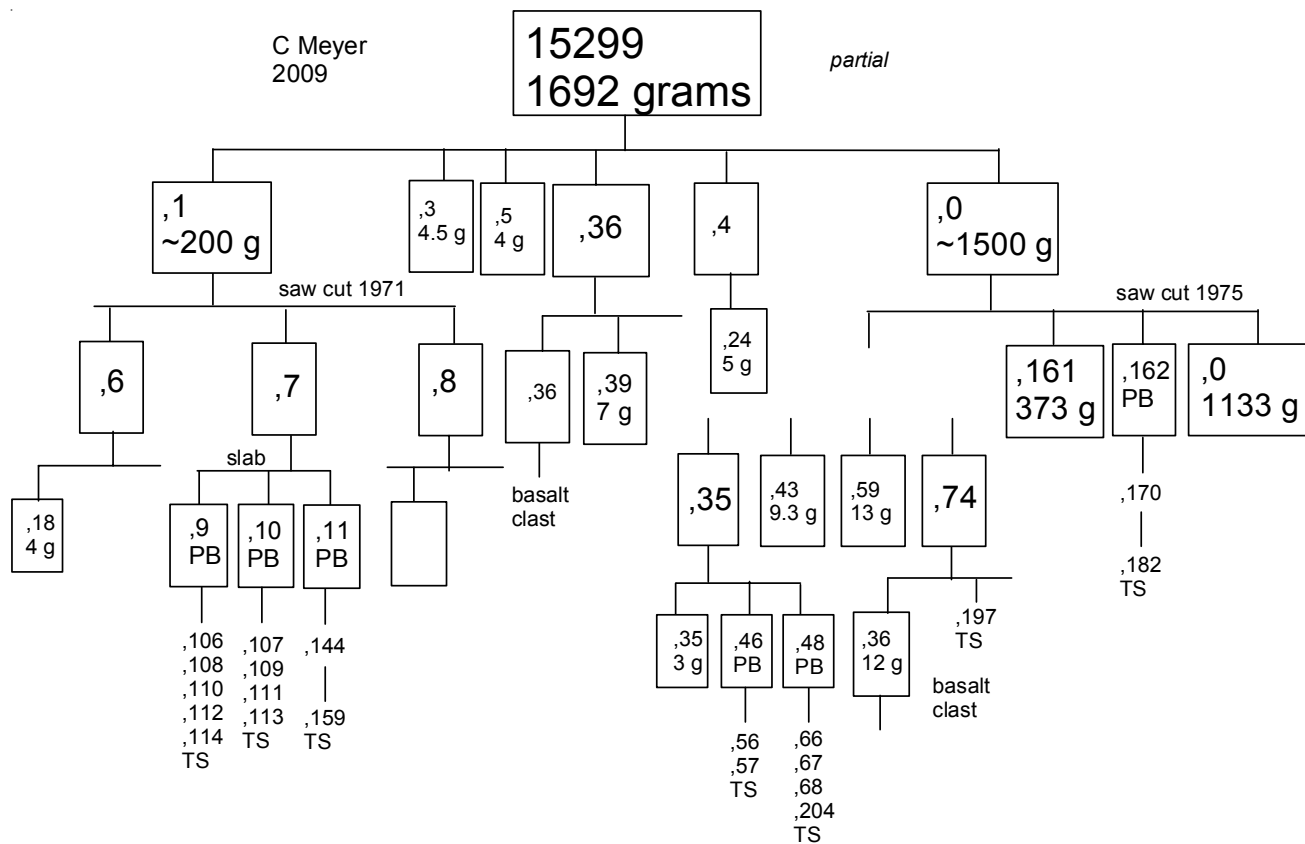 C Meyer
2009
15299
1692 grams
partial
,1
~200 g
,3
4.5 g
,5
4 g
,36
,4
,0
~1500 g
saw cut 1971
saw cut 1975
,6
,7
,8
,36
,39
7 g
,24
5 g
,161
373 g
,162
PB
,0
1133 g
slab
basalt
clast
,18
4 g
,9
PB
,10
PB
,11
PB
,35
,43
9.3 g
,59
13 g
,74
,170
,182
TS
,106
,108
,110
,112
,114
TS
,107
,109
,111
,113
TS
,144
,159
TS
,35
3 g
,46
PB
,48
PB
,36
12 g
,197
TS
basalt
clast
,56
,57
TS
,66
,67
,68
,204
TS